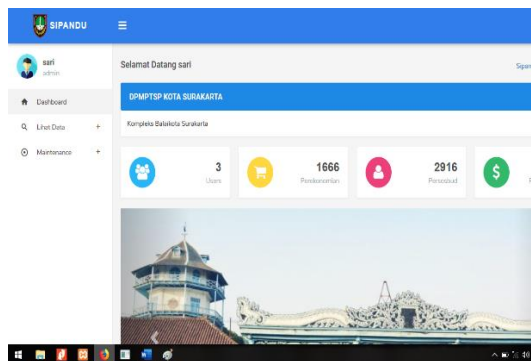 SIPANDU
sari
admin
Selamat Datang sari
DPMPTSP KOTA SURAKARTA
Kompleks Balaikota Surakarta
Dashboard
Lihat Data +
Maintenance +
3
Users
1666
Perekonomian
2916
Persosbud